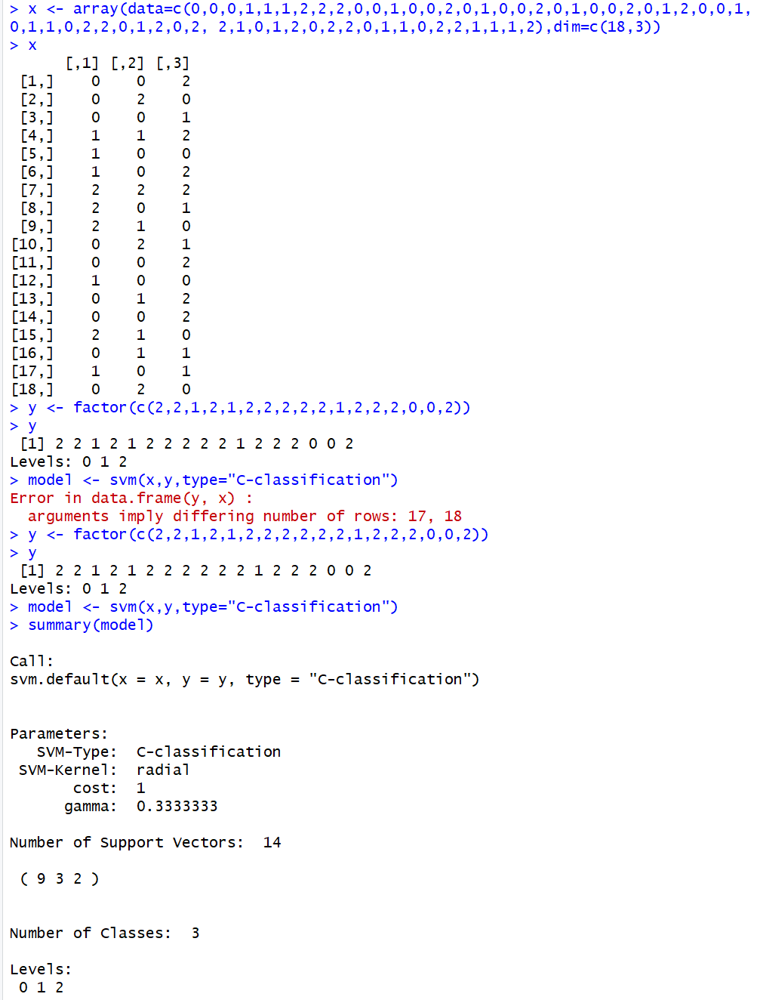 > x <- array(data=c(0,0,0,1,1,1,2,2,2,0,0,1,0,0,2,0,1,0,0,2,0,1,0,0,2,0,1,2,0,0,1,
0,1,1,0,2,2,0,1,2,0,2, 2,1,0,1,2,0,2,2,0,1,1,0,2,2,1,1,1,2),dim=c(18,3))
> x
[,1] [,2] [,3]
[1,] 0 0 2
[2,] 0 2 0
[3,] 0 0 1
[4,] 1 1 2
[5,] 1 0 0
[6,] 1 0 2
[7,] 2 2 2
[8,] 2 0 1
[9,] 2 1 0
[10,] 0 2 1
[11,] 0 0 2
[12,] 1 0 0
[13,] 0 1 2
[14,] 0 0 2
[15,] 2 1 0
[16,] 0 1 1
[17,] 1 0 1
[18,] 0 2 0
> y <- factor(c(2,2,1,2,1,2,2,2,2,2,1,2,2,2,0,0,2))
> y
[1] 2 2 1 2 1 2 2 2 2 2 1 2 2 2 0 0 2
Levels: 0 1 2
> model <- svm(x,y,type="C-classification")
Error in data.frame(y, x) :
arguments imply differing number of rows: 17, 18
> y <- factor(c(2,2,1,2,1,2,2,2,2,2,2,1,2,2,2,0,0,2))
> y
[1] 2 2 1 2 1 2 2 2 2 2 2 1 2 2 2 0 0 2
Levels: 0 1 2
> model <- svm(x,y,type="C-classification")
> summary(model)
Call:
svm.default(x = x, y = y, type = "C-classification")
Parameters:
SVM-Type: C-classification
SVM-Kernel: radial
cost: 1
gamma: 0.3333333
Number of Support Vectors: 14
( 9 3 2 )
Number of Classes: 3
Levels:
0 1 2